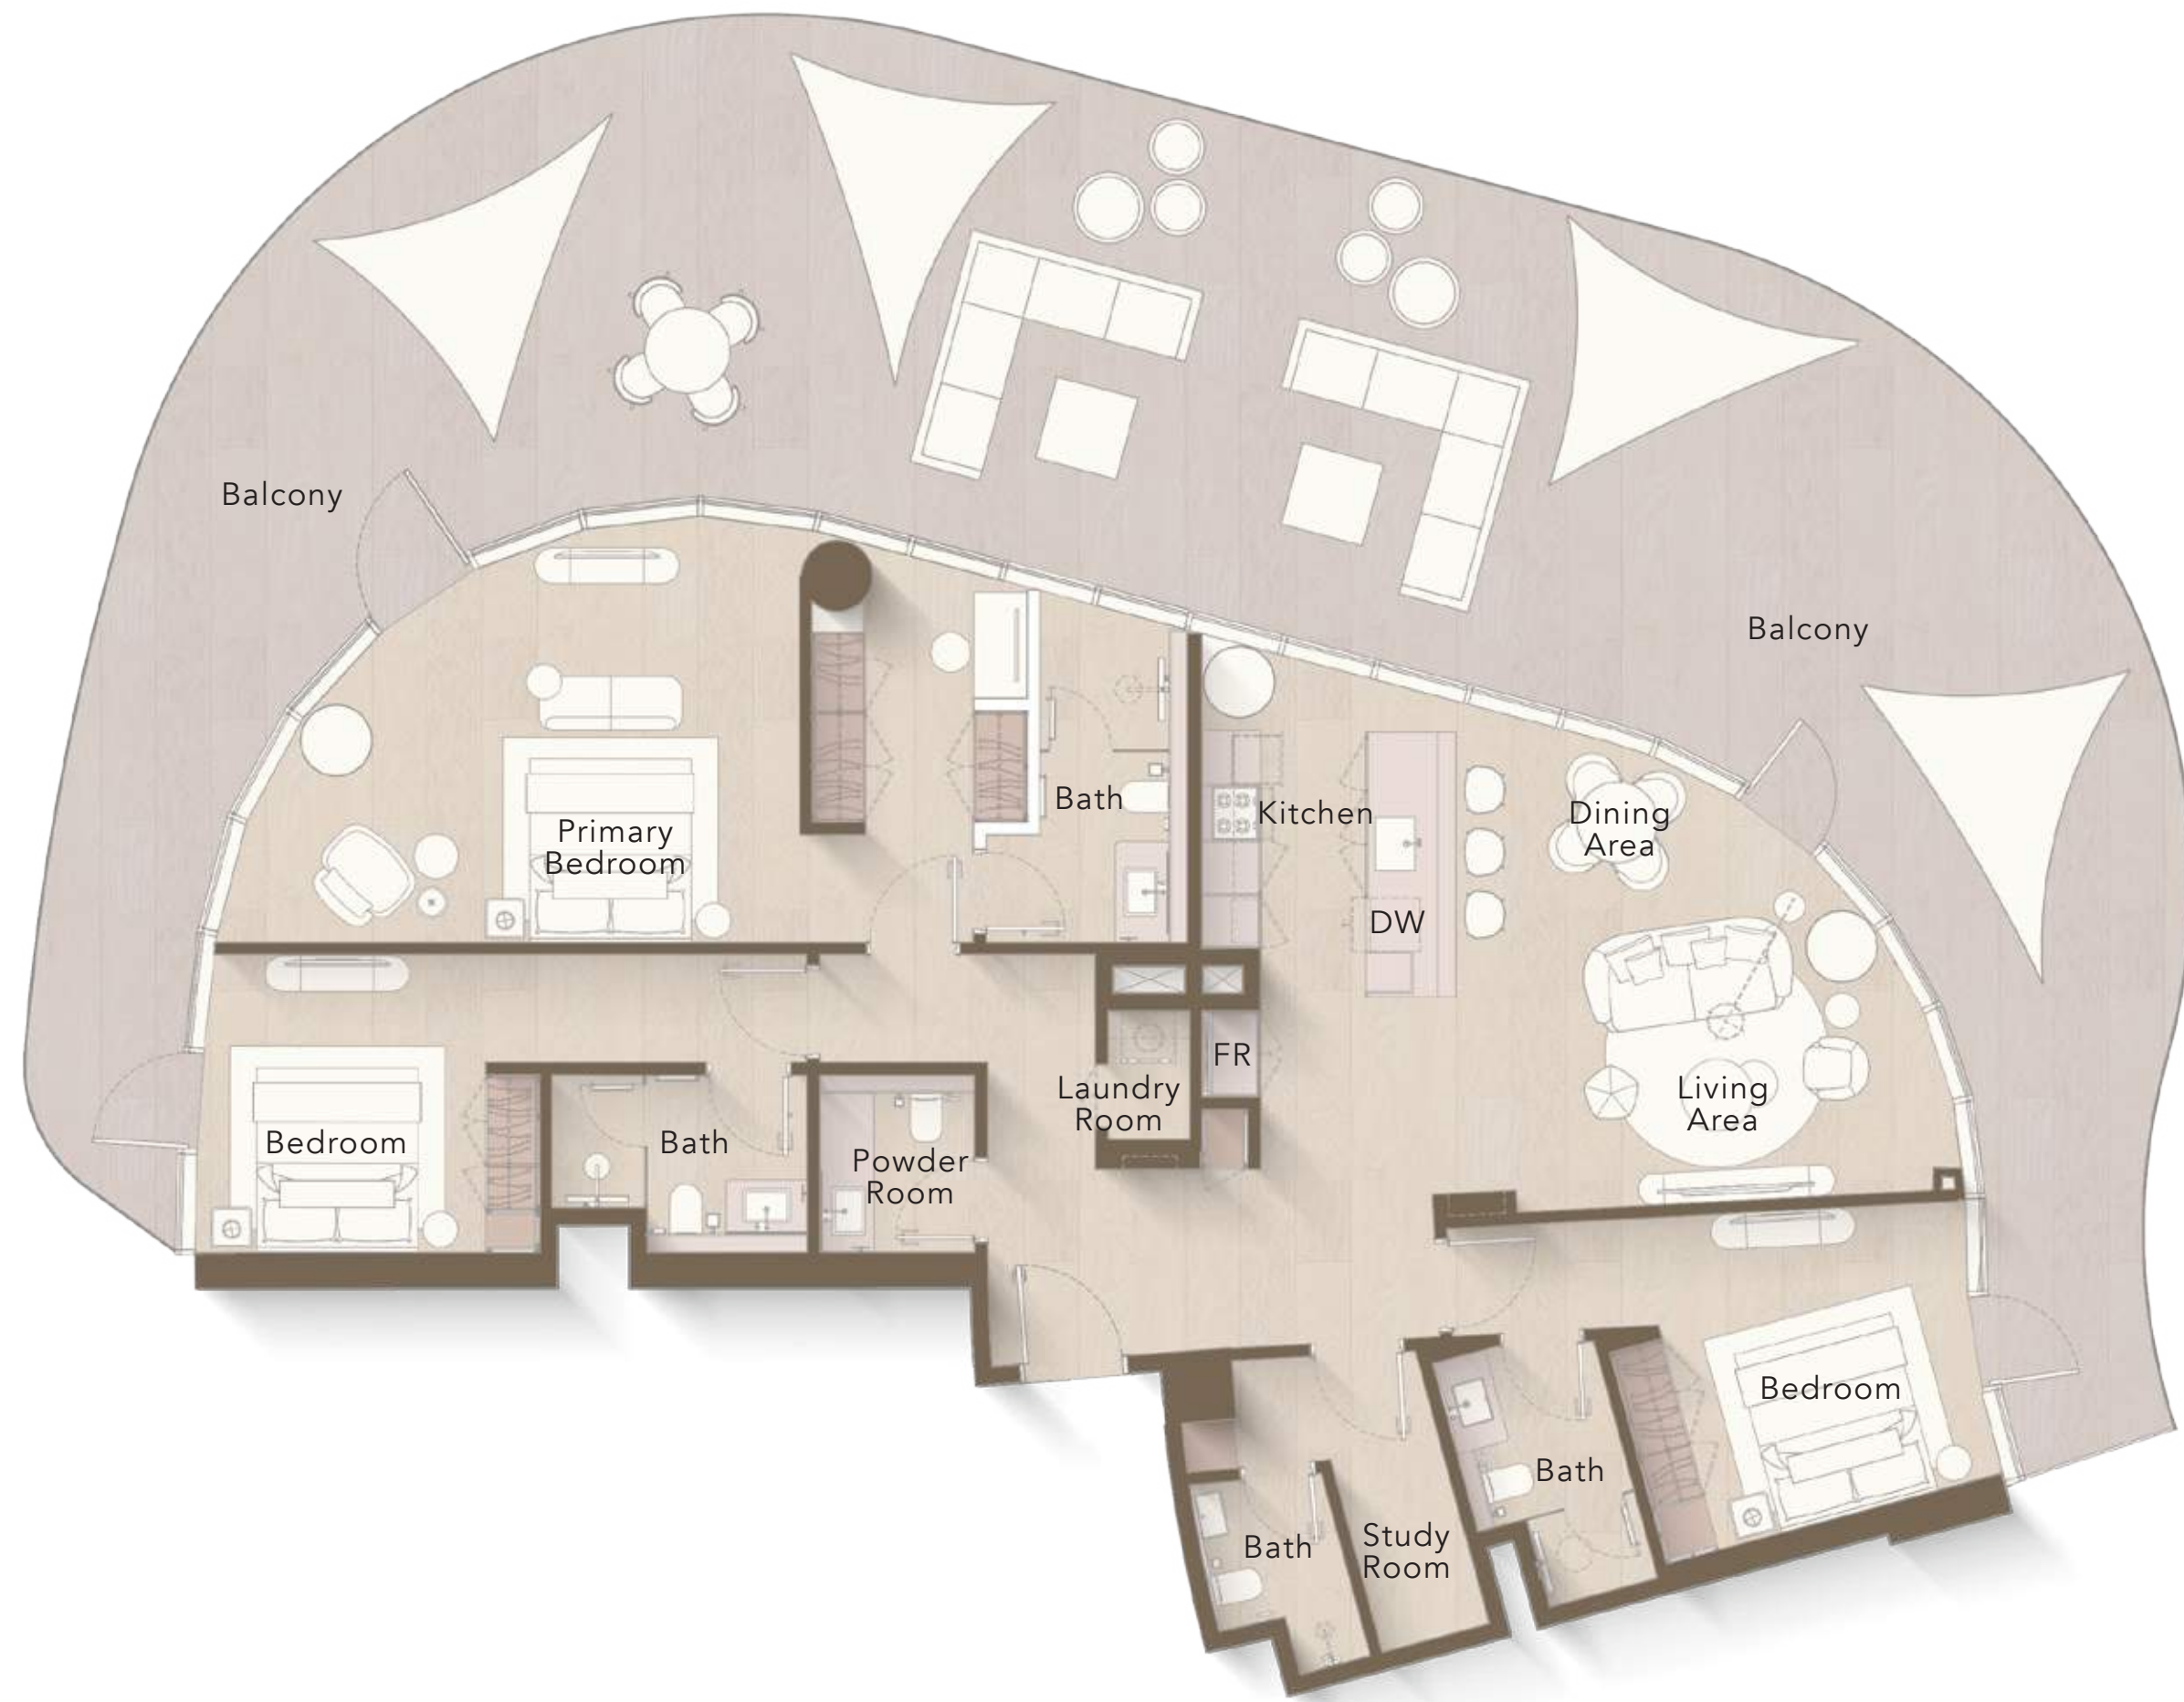 Balcony
Balcony
Primary
Bedroom
Bath
Kitchen
Dining
Area
DW
FR
Laundry
Room
Living
Area
Bedroom
Bath
Powder
Room
Bedroom
Bath
Bath
Study
Room